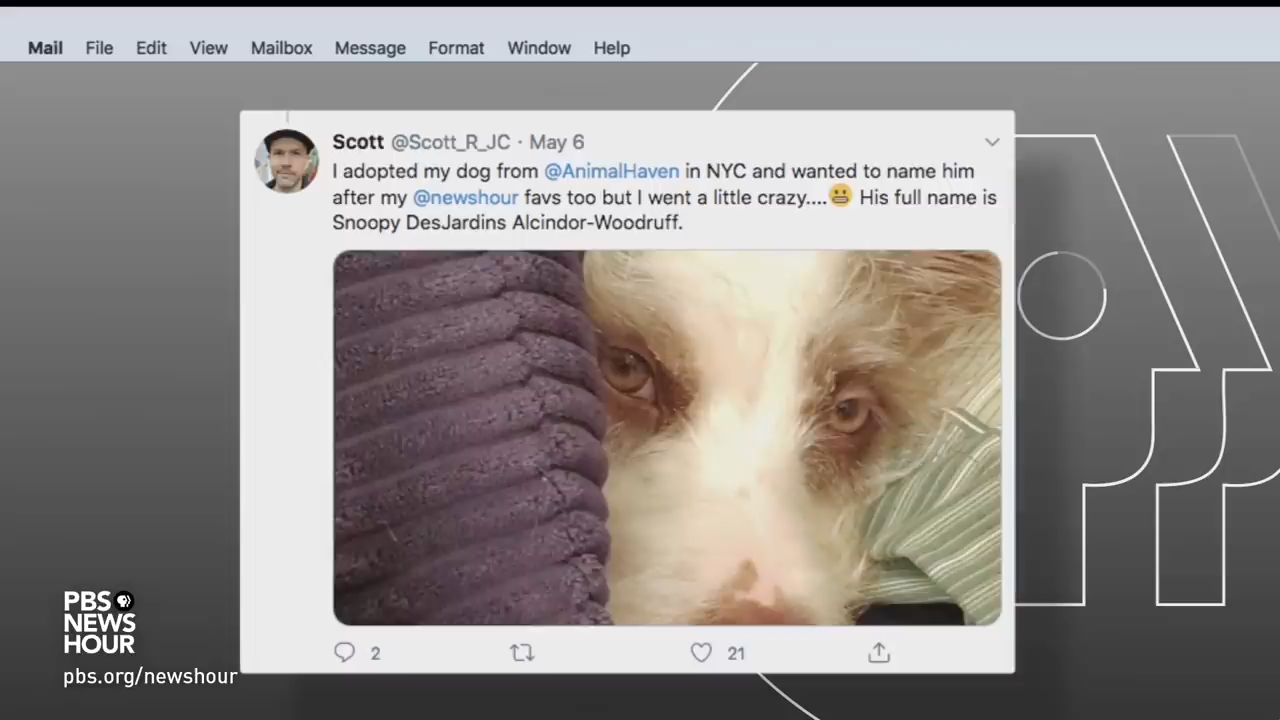 Mail File Edit View Mailbox Message Format Window Help
Scott @Scott_R_JC · May 6
I adopted my dog from @AnimalHaven in NYC and wanted to name him
after my @newshour favs too but I went a little crazy....😬 His full name is
Snoopy DesJardins Alcindor-Woodruff.
2 21
PBS
NEWS
HOUR
pbs.org/newshour